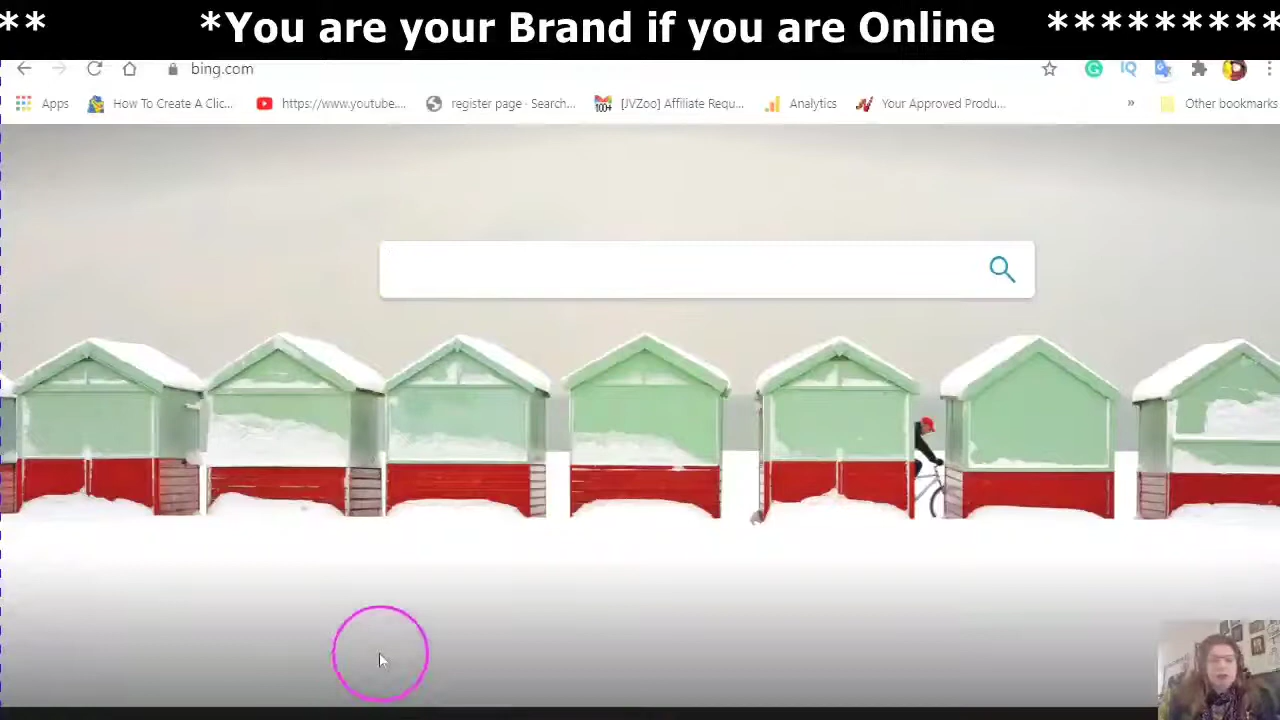 ** *You are your Brand if you are Online *********
bing.com
Apps How To Create A Clic... https://www.youtube.... register page - Search... 100+ [JVZoo] Affiliate Requ... Analytics Your Approved Produ... » Other bookmarks